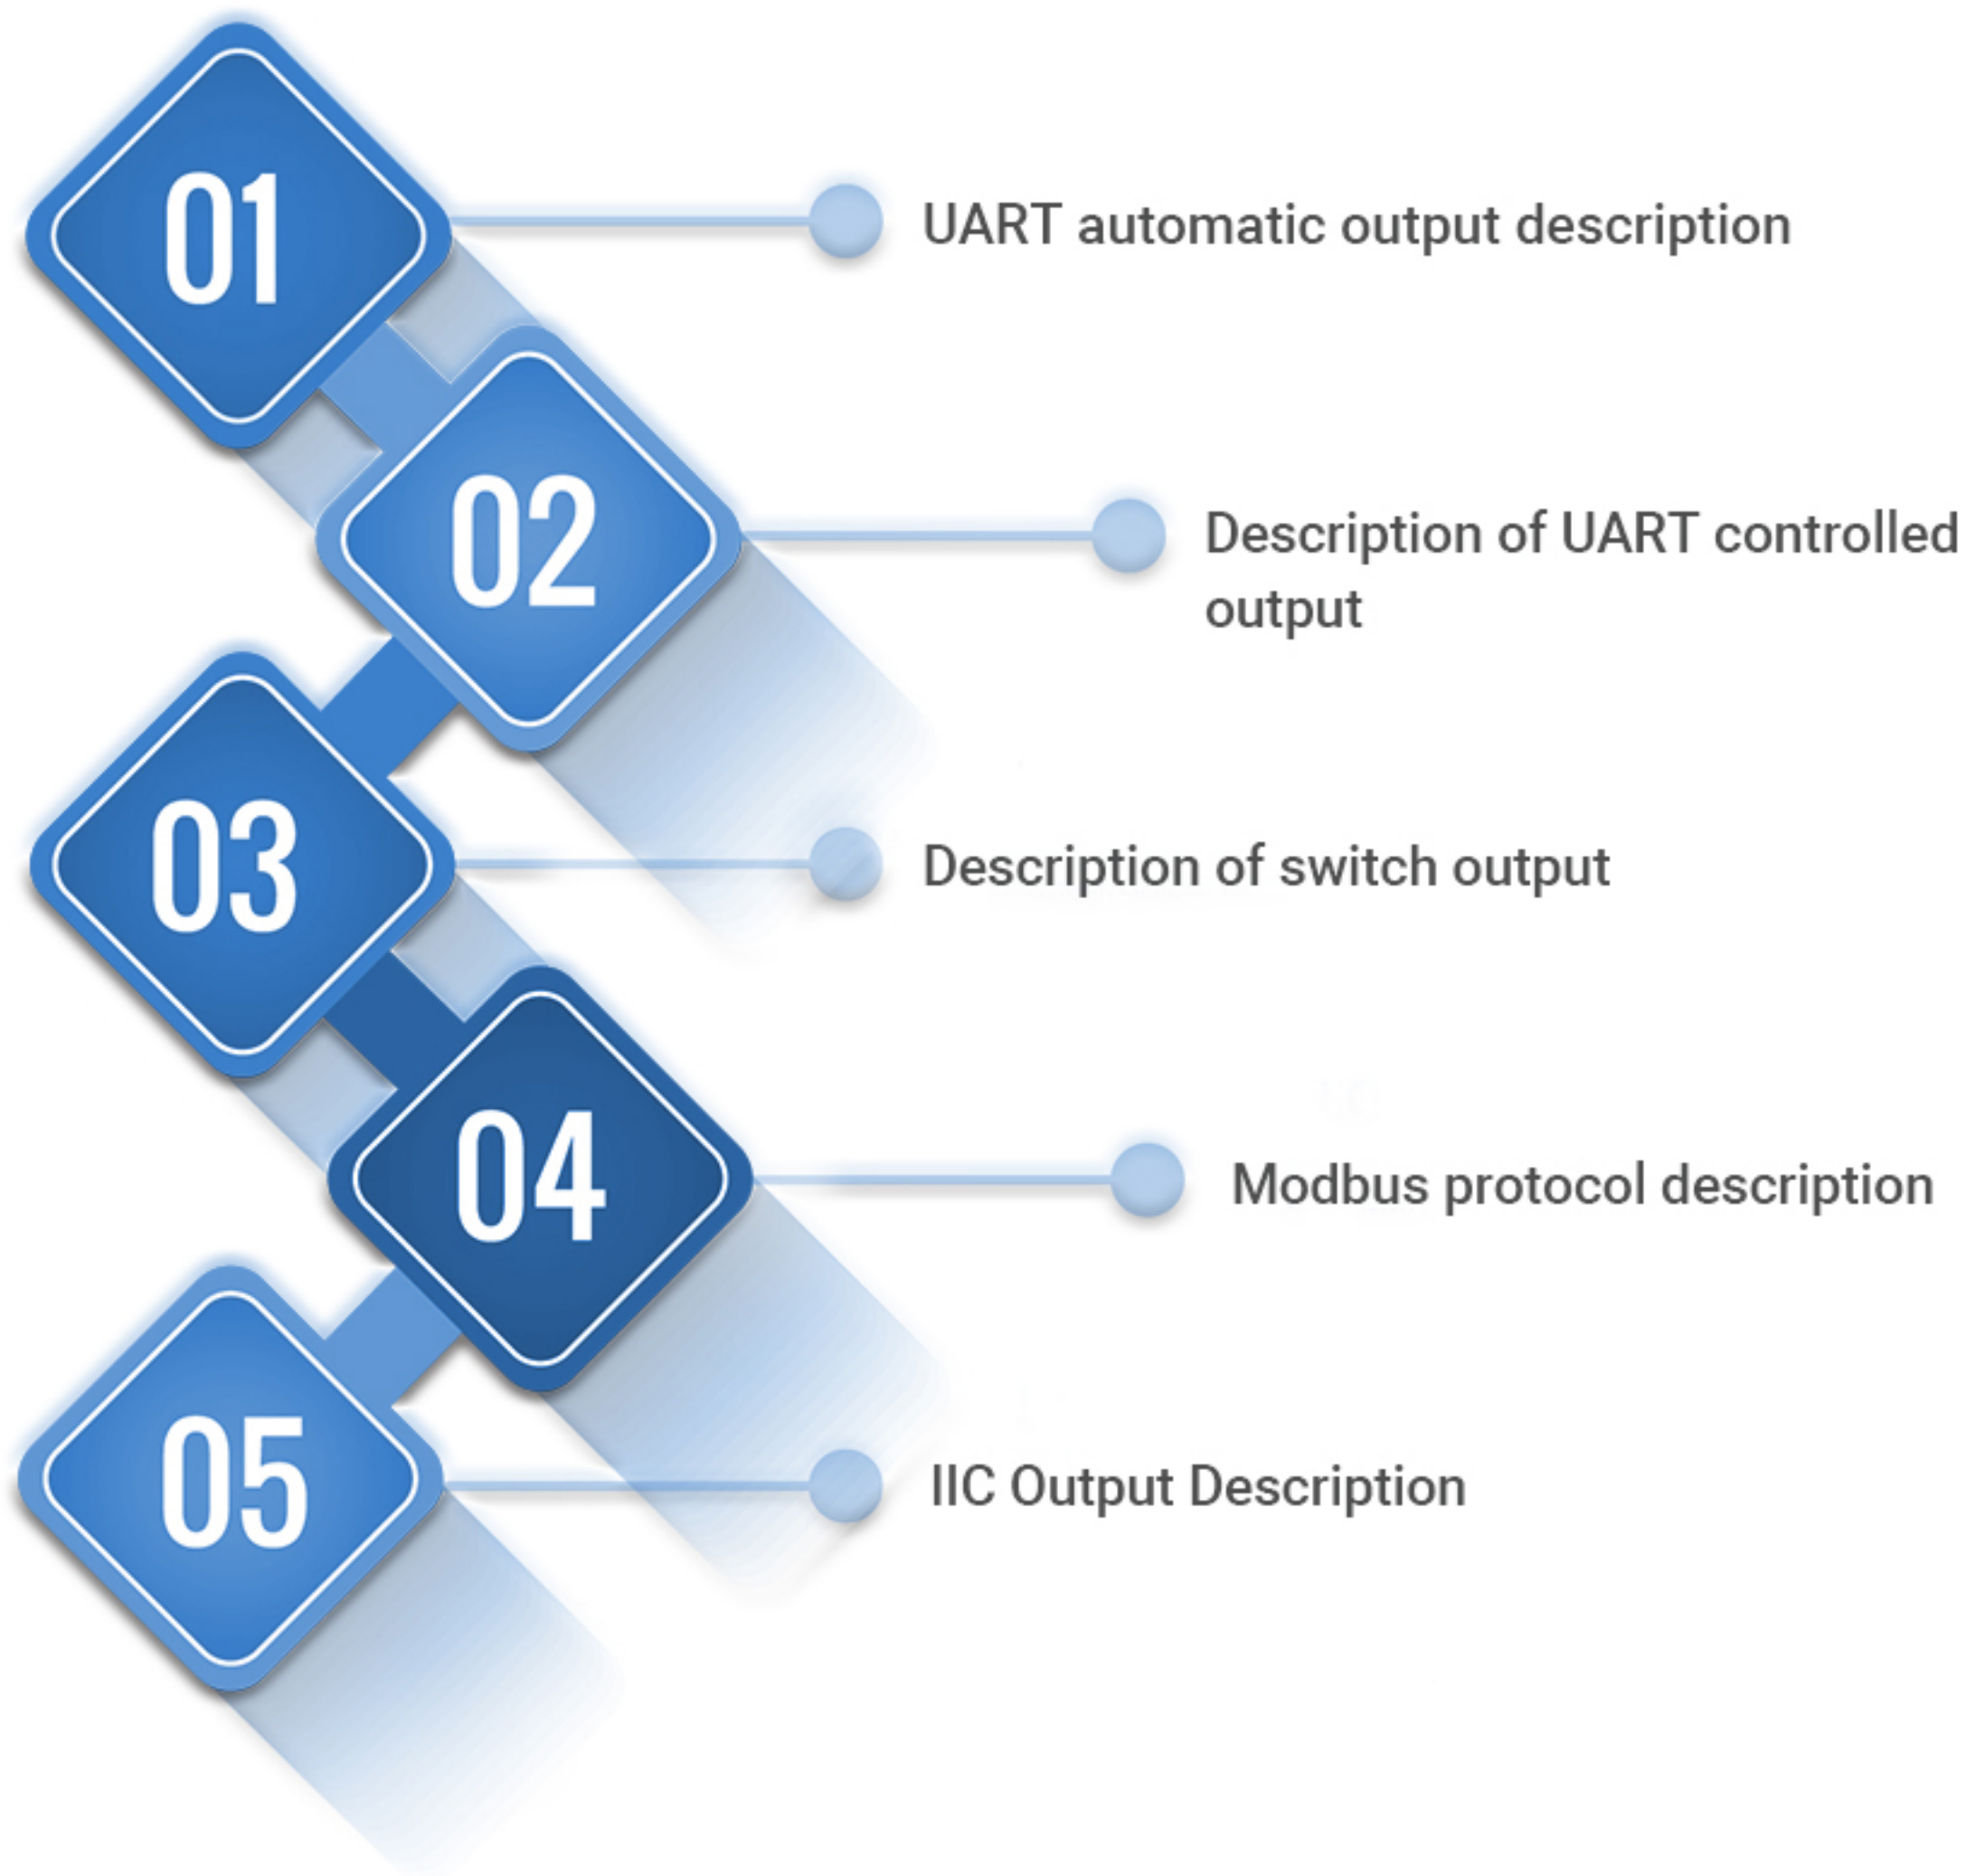 01
UART automatic output description
02
Description of UART controlled
output
03
Description of switch output
04
Modbus protocol description
05
IIC Output Description